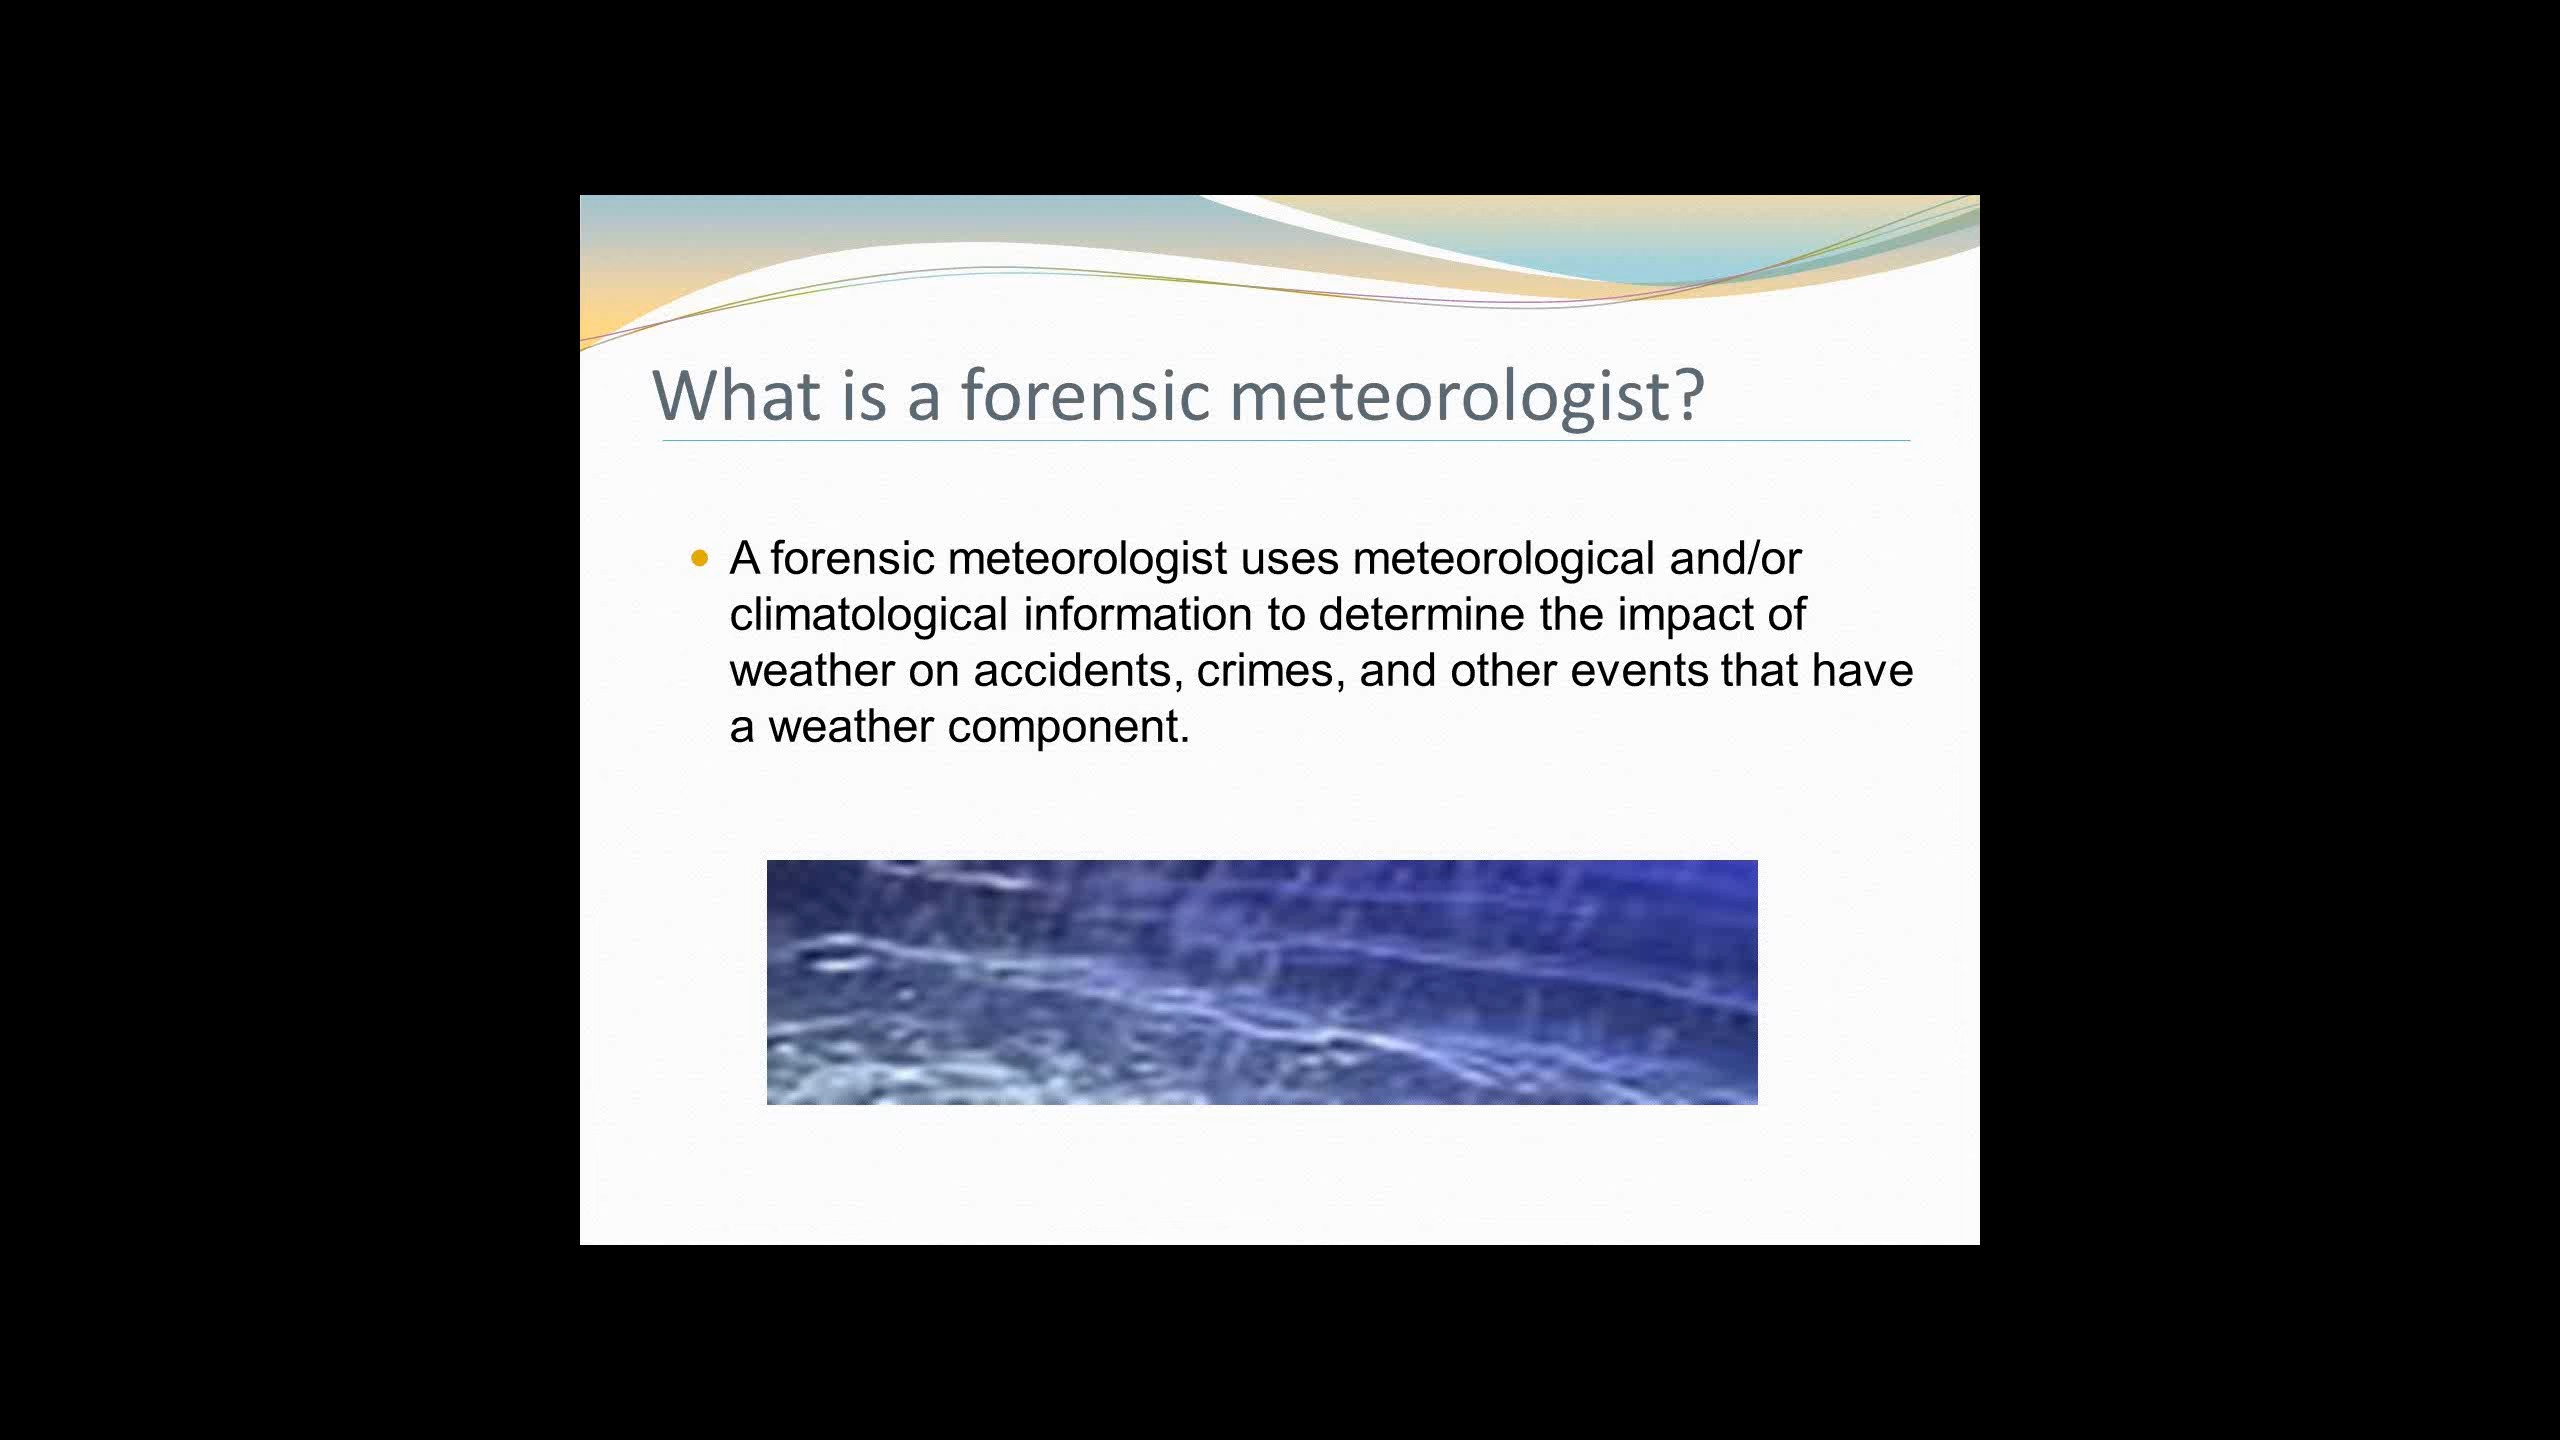 What is a forensic meteorologist?
• A forensic meteorologist uses meteorological and/or
climatological information to determine the impact of
weather on accidents, crimes, and other events that have
a weather component.